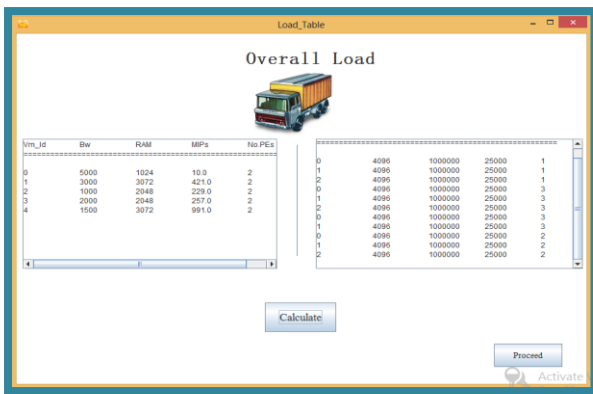 Load_Table
Overall Load
Vm_Id Bw RAM MIPs No.PEs
==================================================
0 5000 1024 10.0 2
1 3000 3072 421.0 2
2 1000 2048 229.0 2
3 2000 2048 257.0 2
4 1500 3072 991.0 2
==================================================
0 4096 1000000 25000 1
1 4096 1000000 25000 1
2 4096 1000000 25000 1
0 4096 1000000 25000 3
1 4096 1000000 25000 3
2 4096 1000000 25000 3
0 4096 1000000 25000 3
1 4096 1000000 25000 3
0 4096 1000000 25000 2
1 4096 1000000 25000 2
2 4096 1000000 25000 2
Calculate
Proceed
Activate